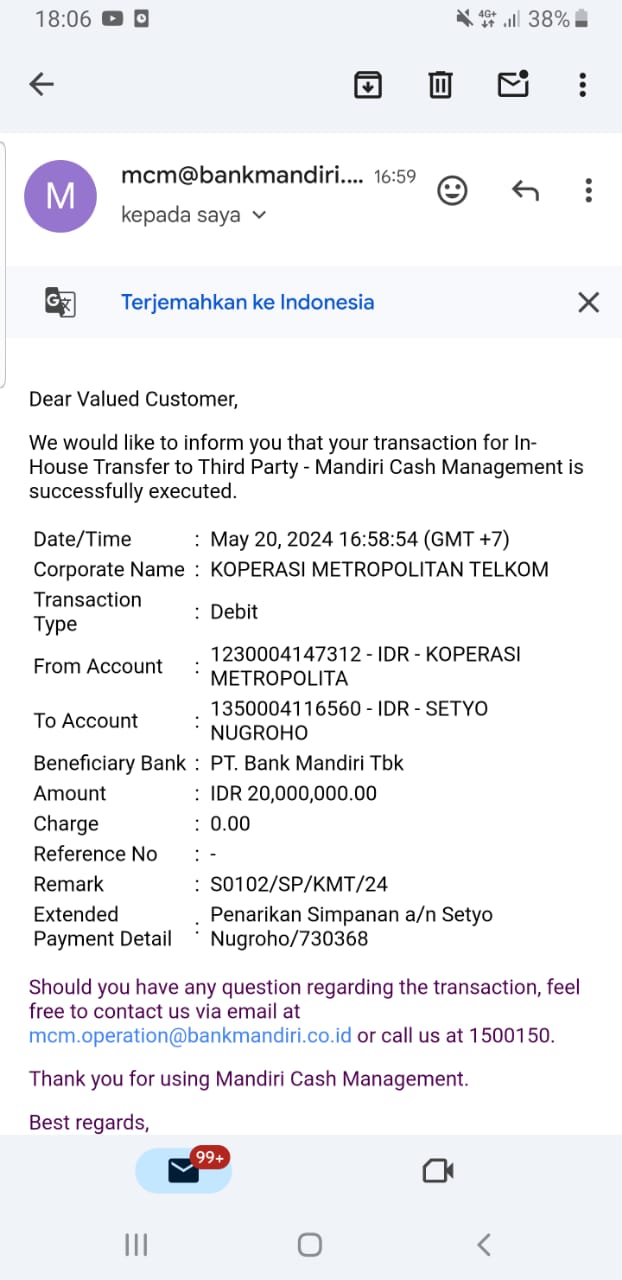 18:06 4G+ 38%
M mcm@bankmandiri.... 16:59
kepada saya
Terjemahkan ke Indonesia
Dear Valued Customer,
We would like to inform you that your transaction for In-
House Transfer to Third Party - Mandiri Cash Management is
successfully executed.
Date/Time : May 20, 2024 16:58:54 (GMT +7)
Corporate Name : KOPERASI METROPOLITAN TELKOM
Transaction
Type : Debit
From Account : 1230004147312 - IDR - KOPERASI
METROPOLITA
To Account : 1350004116560 - IDR - SETYO
NUGROHO
Beneficiary Bank : PT. Bank Mandiri Tbk
Amount : IDR 20,000,000.00
Charge : 0.00
Reference No : -
Remark : S0102/SP/KMT/24
Extended
Payment Detail : Penarikan Simpanan a/n Setyo
Nugroho/730368
Should you have any question regarding the transaction, feel
free to contact us via email at
mcm.operation@bankmandiri.co.id or call us at 1500150.
Thank you for using Mandiri Cash Management.
Best regards,
99+